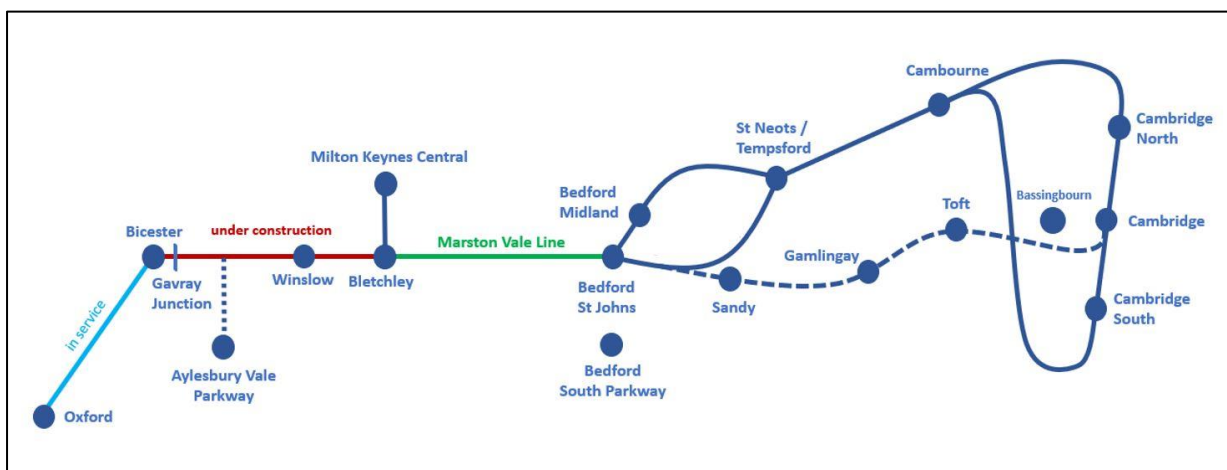 Cambourne
Cambridge
North
St Neots /
Tempsford
Milton Keynes Central
Bedford
Midland
Toft
Bassingbourn
Cambridge
Bicester
under construction
Marston Vale Line
Gamlingay
Gavray
Junction
Winslow
Bletchley
Bedford
St Johns
Sandy
Cambridge
South
in service
Aylesbury Vale
Parkway
Bedford
South Parkway
Oxford